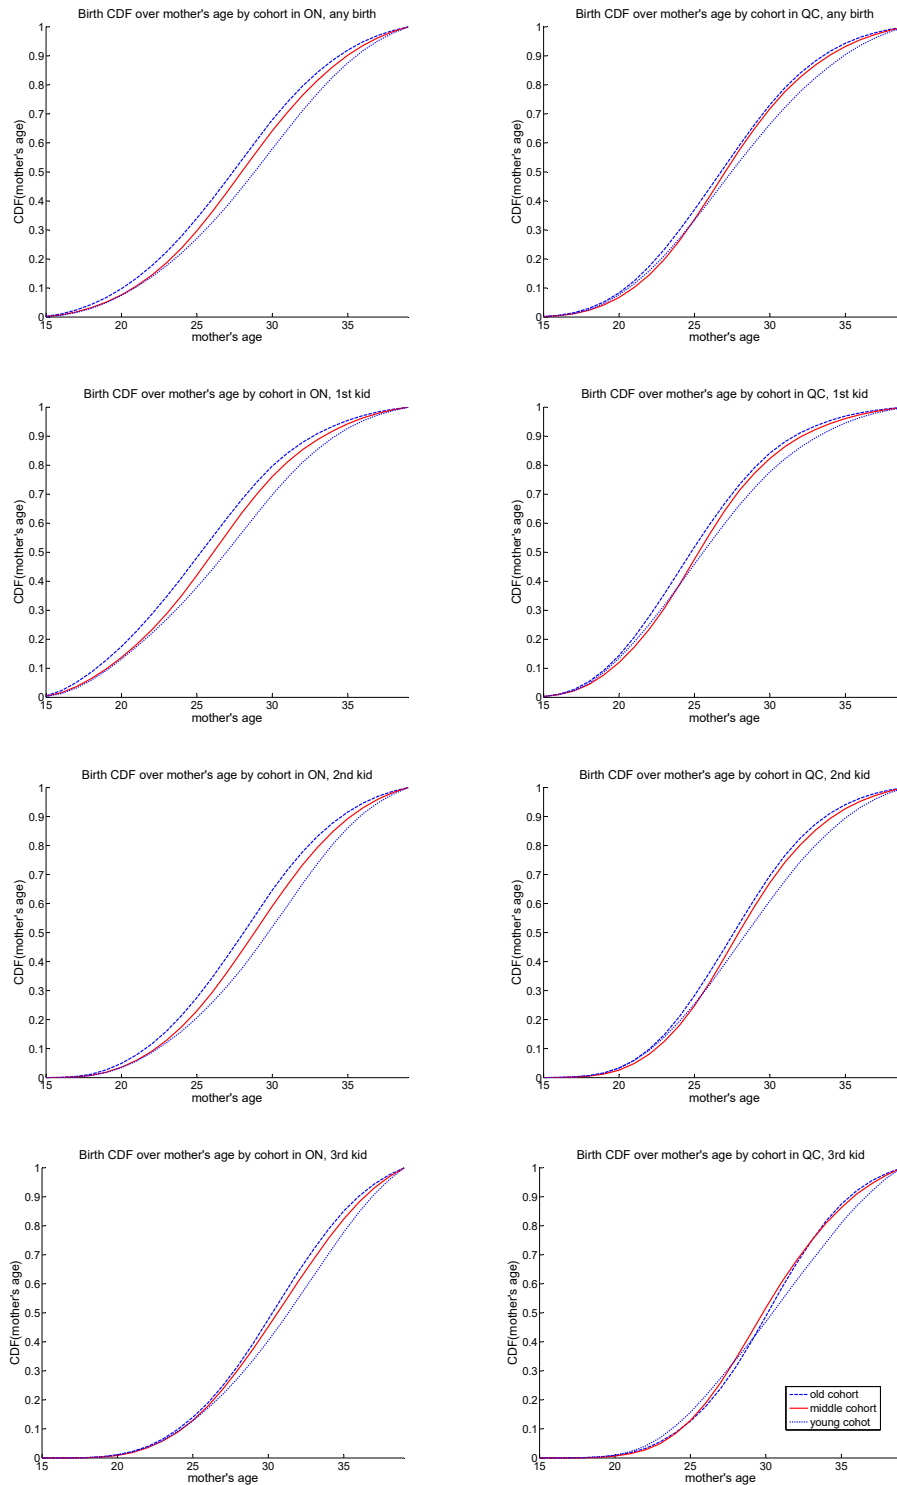 Birth CDF over mother's age by cohort in ON, any birth
1
0.9
0.8
0.7
0.6
0.5
0.4
0.3
0.2
0.1
0
15 20 25 30 35
CDF(mother's age)
mother's age
Birth CDF over mother's age by cohort in QC, any birth
1
0.9
0.8
0.7
0.6
0.5
0.4
0.3
0.2
0.1
0
15 20 25 30 35
CDF(mother's age)
mother's age
Birth CDF over mother's age by cohort in ON, 1st kid
1
0.9
0.8
0.7
0.6
0.5
0.4
0.3
0.2
0.1
0
15 20 25 30 35
CDF(mother's age)
mother's age
Birth CDF over mother's age by cohort in QC, 1st kid
1
0.9
0.8
0.7
0.6
0.5
0.4
0.3
0.2
0.1
0
15 20 25 30 35
CDF(mother's age)
mother's age
Birth CDF over mother's age by cohort in ON, 2nd kid
1
0.9
0.8
0.7
0.6
0.5
0.4
0.3
0.2
0.1
0
15 20 25 30 35
CDF(mother's age)
mother's age
Birth CDF over mother's age by cohort in QC, 2nd kid
1
0.9
0.8
0.7
0.6
0.5
0.4
0.3
0.2
0.1
0
15 20 25 30 35
CDF(mother's age)
mother's age
Birth CDF over mother's age by cohort in ON, 3rd kid
1
0.9
0.8
0.7
0.6
0.5
0.4
0.3
0.2
0.1
0
15 20 25 30 35
CDF(mother's age)
mother's age
Birth CDF over mother's age by cohort in QC, 3rd kid
1
0.9
0.8
0.7
0.6
0.5
0.4
0.3
0.2
0.1
0
15 20 25 30 35
CDF(mother's age)
mother's age
old cohort
middle cohort
young cohot